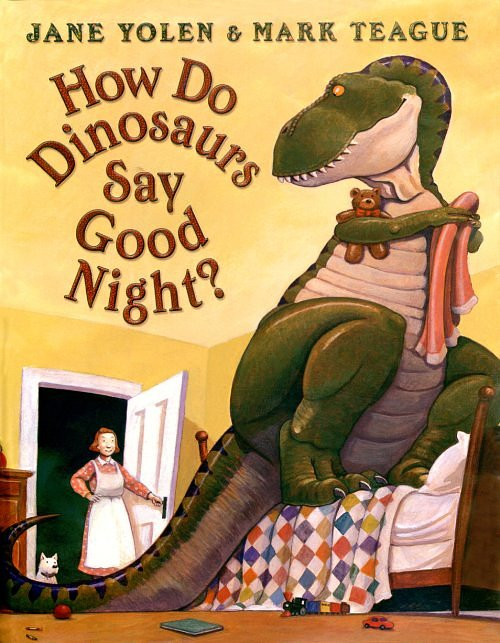 JANE YOLEN & MARK TEAGUE
How Do
Dinosaurs
Say
Good
Night?